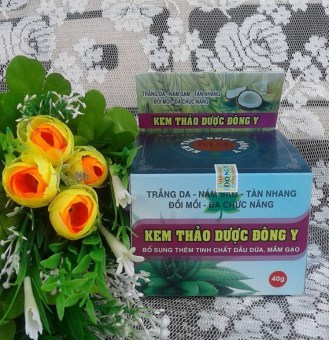 TRẮNG DA - NÁM SẠM - TÀN NHANG
ĐỒI MỒI - ĐA CHỨC NĂNG
KEM THẢO DƯỢC ĐÔNG Y
TRẮNG DA - NÁM SẠM - TÀN NHANG
ĐỒI MỒI - ĐA CHỨC NĂNG
KEM THẢO DƯỢC ĐÔNG Y
BỔ SUNG THÊM TINH CHẤT DẦU DỪA, MẦM GẠO
40g